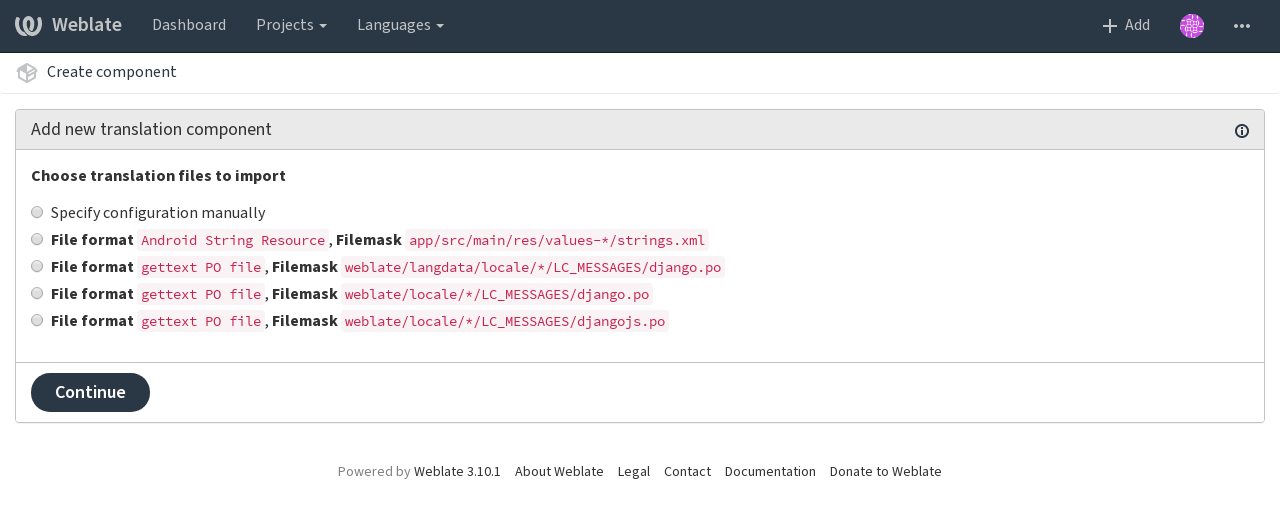 Weblate Dashboard Projects Languages Add
Create component
Add new translation component
Choose translation files to import
Specify configuration manually
File format Android String Resource, Filemask app/src/main/res/values-*/strings.xml
File format gettext PO file, Filemask weblate/langdata/locale/*/LC_MESSAGES/django.po
File format gettext PO file, Filemask weblate/locale/*/LC_MESSAGES/django.po
File format gettext PO file, Filemask weblate/locale/*/LC_MESSAGES/djangojs.po
Continue
Powered by Weblate 3.10.1 About Weblate Legal Contact Documentation Donate to Weblate